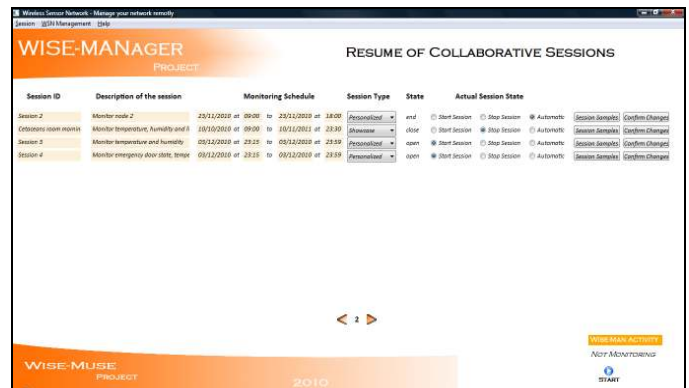 Wireless Sensor Network - Manage your network remotly
Session WSN Management Help
WISE-MANAGER
PROJECT
RESUME OF COLLABORATIVE SESSIONS
Session ID Description of the session Monitoring Schedule Session Type State Actual Session State
Session 2 Monitor node 2 23/11/2010 at 09:00 to 23/11/2010 at 18:00 Personalized end Start Session Stop Session Automatic Session Samples Confirm Changes
Cetaceans room mornin Monitor temperature, humidity and li 10/10/2010 at 09:00 to 10/11/2011 at 23:30 Showcase close Start Session Stop Session Automatic Session Samples Confirm Changes
Session 3 Monitor temperature and humidity 03/12/2010 at 23:15 to 03/12/2010 at 23:59 Personalized open Start Session Stop Session Automatic Session Samples Confirm Changes
Session 4 Monitor emergency door state, tempe 03/12/2010 at 23:15 to 03/12/2010 at 23:59 Personalized open Start Session Stop Session Automatic Session Samples Confirm Changes
2
WISE-MAN ACTIVITY
NOT MONITORING
START
WISE-MUSE
PROJECT
2010